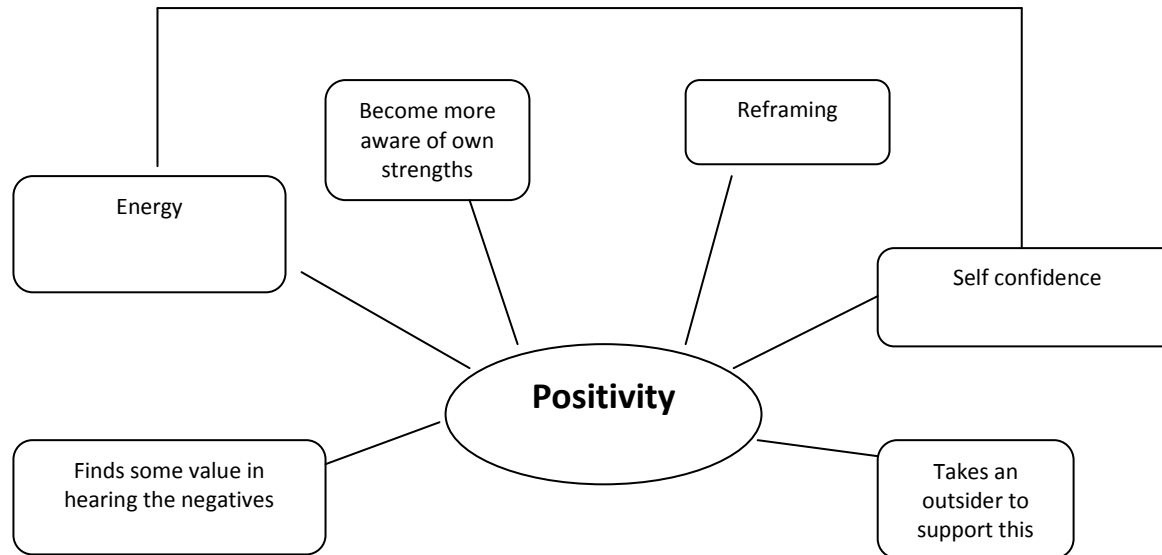 Become more
aware of own
strengths
Reframing
Energy
Self confidence
Positivity
Finds some value in
hearing the negatives
Takes an
outsider to
support this